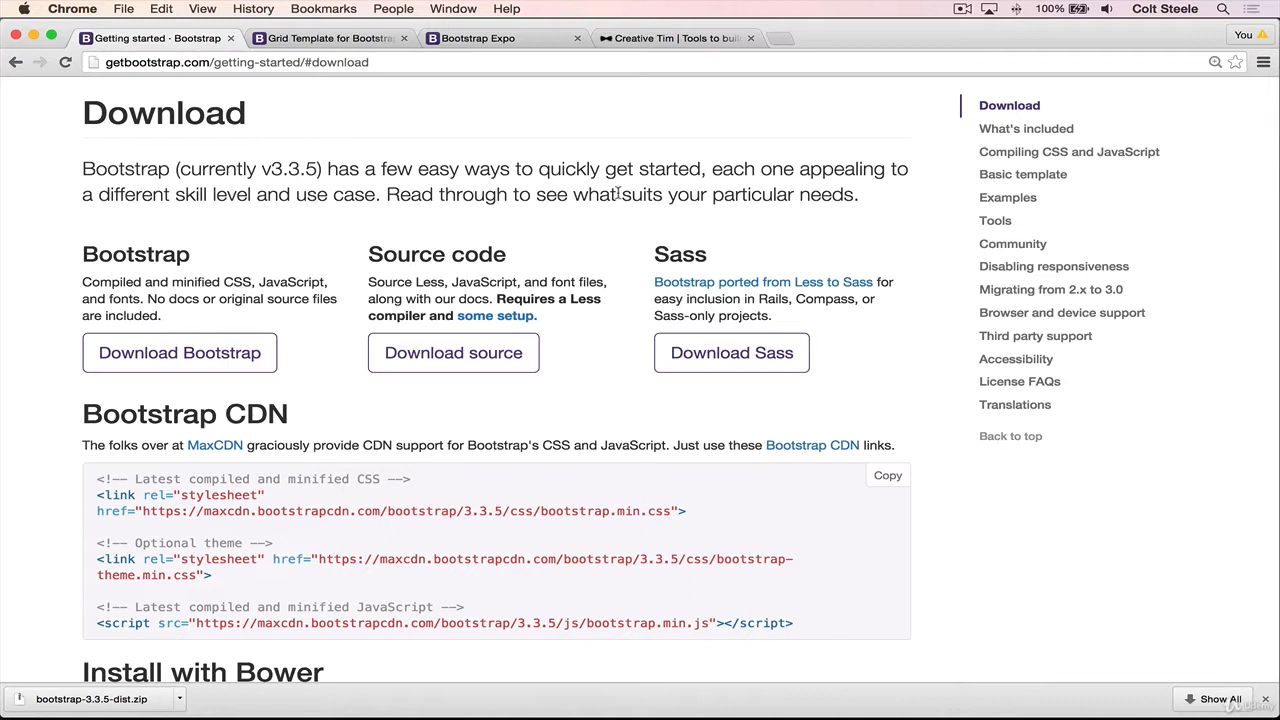 Chrome File Edit View History Bookmarks People Window Help 100% Colt Steele
Getting started · Bootstrap Grid Template for Bootstra Bootstrap Expo Creative Tim | Tools to buil You
getbootstrap.com/getting-started/#download
Download
Bootstrap (currently v3.3.5) has a few easy ways to quickly get started, each one appealing to
a different skill level and use case. Read through to see what suits your particular needs.
Bootstrap
Compiled and minified CSS, JavaScript,
and fonts. No docs or original source files
are included.
Download Bootstrap
Source code
Source Less, JavaScript, and font files,
along with our docs. Requires a Less
compiler and some setup.
Download source
Sass
Bootstrap ported from Less to Sass for
easy inclusion in Rails, Compass, or
Sass-only projects.
Download Sass
Bootstrap CDN
The folks over at MaxCDN graciously provide CDN support for Bootstrap's CSS and JavaScript. Just use these Bootstrap CDN links.
Copy
<!-- Latest compiled and minified CSS -->
<link rel="stylesheet"
href="https://maxcdn.bootstrapcdn.com/bootstrap/3.3.5/css/bootstrap.min.css">
<!-- Optional theme -->
<link rel="stylesheet" href="https://maxcdn.bootstrapcdn.com/bootstrap/3.3.5/css/bootstrap-
theme.min.css">
<!-- Latest compiled and minified JavaScript -->
<script src="https://maxcdn.bootstrapcdn.com/bootstrap/3.3.5/js/bootstrap.min.js"></script>
Install with Bower
Download
What's included
Compiling CSS and JavaScript
Basic template
Examples
Tools
Community
Disabling responsiveness
Migrating from 2.x to 3.0
Browser and device support
Third party support
Accessibility
License FAQs
Translations
Back to top
bootstrap-3.3.5-dist.zip
Show All
Udemy